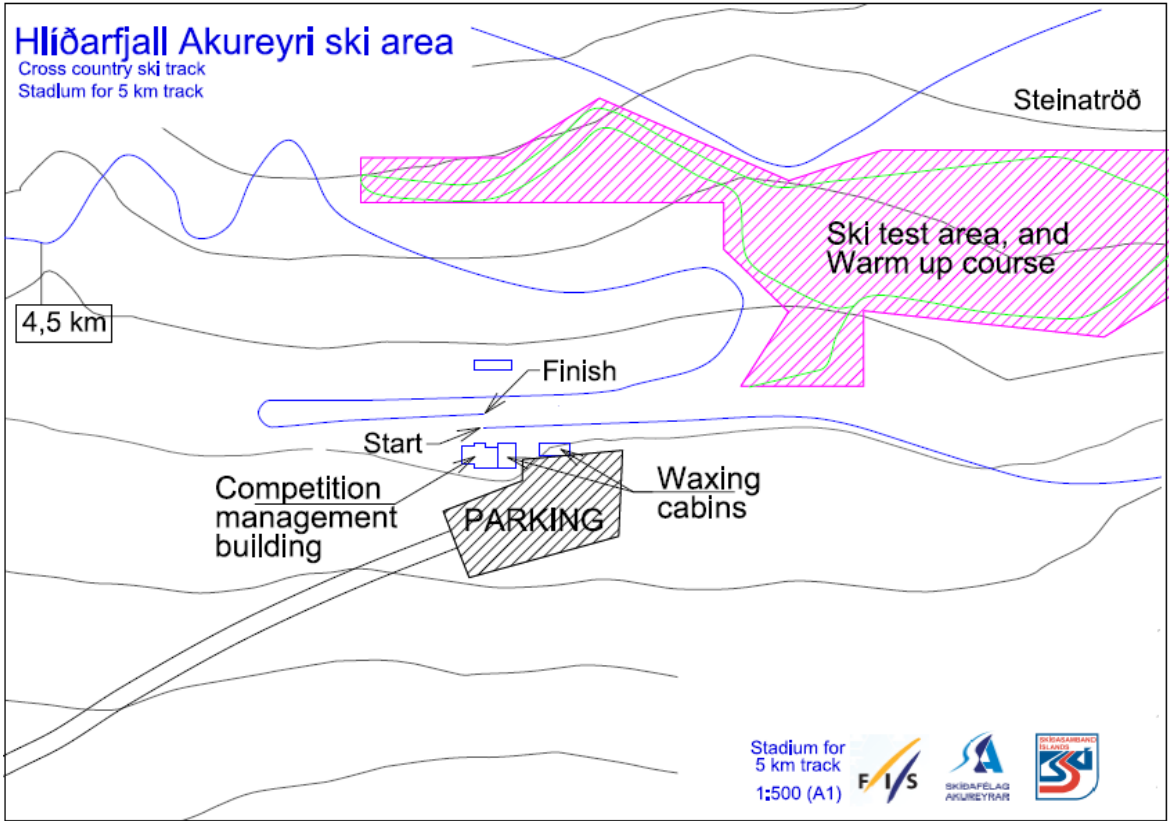 Hlíðarfjall Akureyri ski area
Cross country ski track
Stadium for 5 km track
Steinatröð
Ski test area, and
Warm up course
4,5 km
Finish
Start
Competition
management
building
Waxing
cabins
PARKING
Stadium for
5 km track
1:500 (A1)
FIS
SKÍÐAFÉLAG
AKUREYRAR
SKÍÐASAMBAND
ÍSLANDS